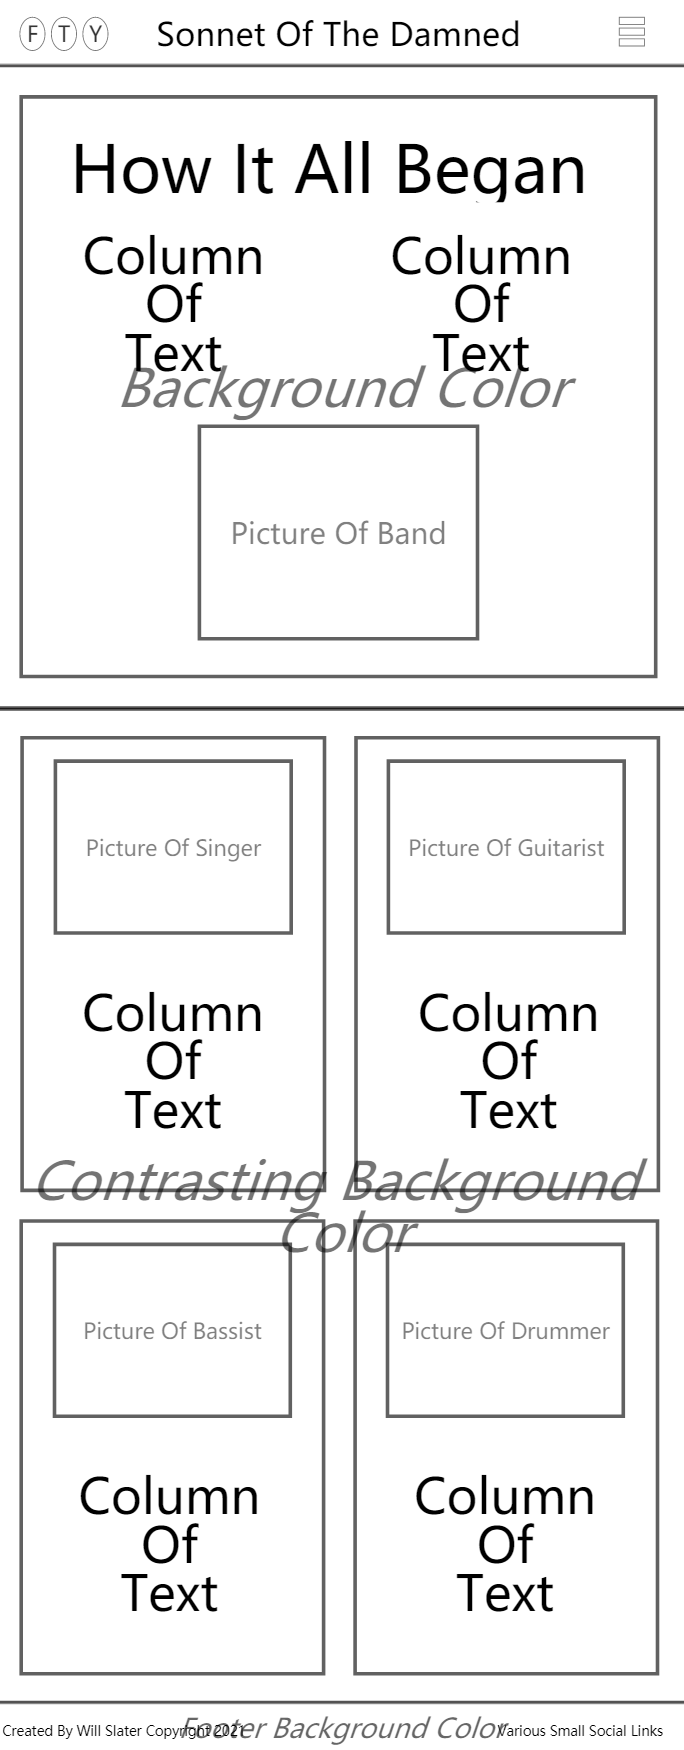 F T Y Sonnet Of The Damned
How It All Began
Column
Of
Text
Column
Of
Text
Background Color
Picture Of Band
Picture Of Singer
Picture Of Guitarist
Column
Of
Text
Column
Of
Text
Contrasting Background
Color
Picture Of Bassist
Picture Of Drummer
Column
Of
Text
Column
Of
Text
Created By Will Slater Copyright 2021
Footer Background Color
Various Small Social Links